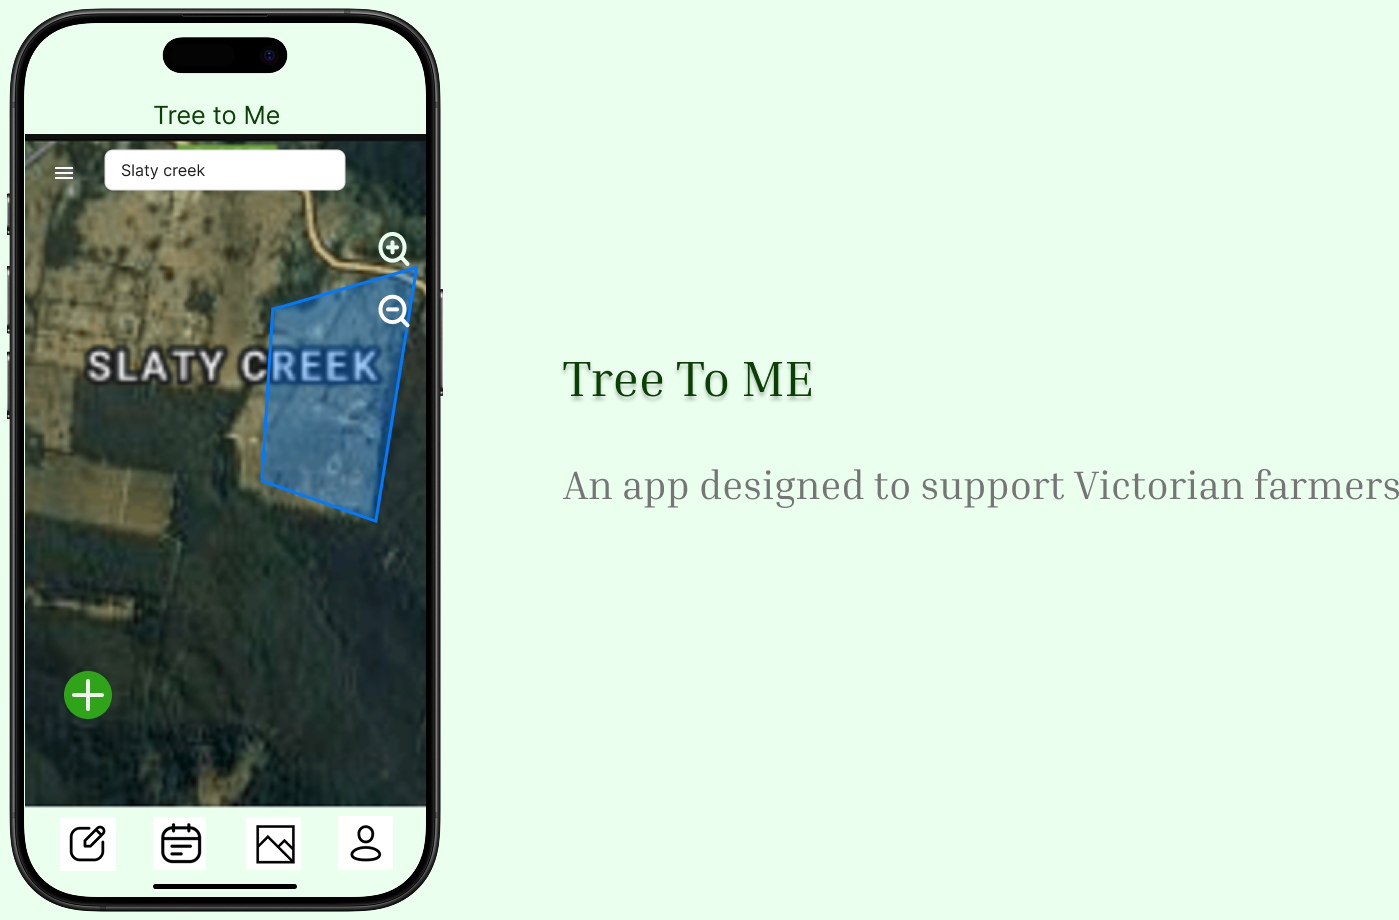 Tree to Me
Slaty creek
SLATY CREEK
Tree To ME
An app designed to support Victorian farmers